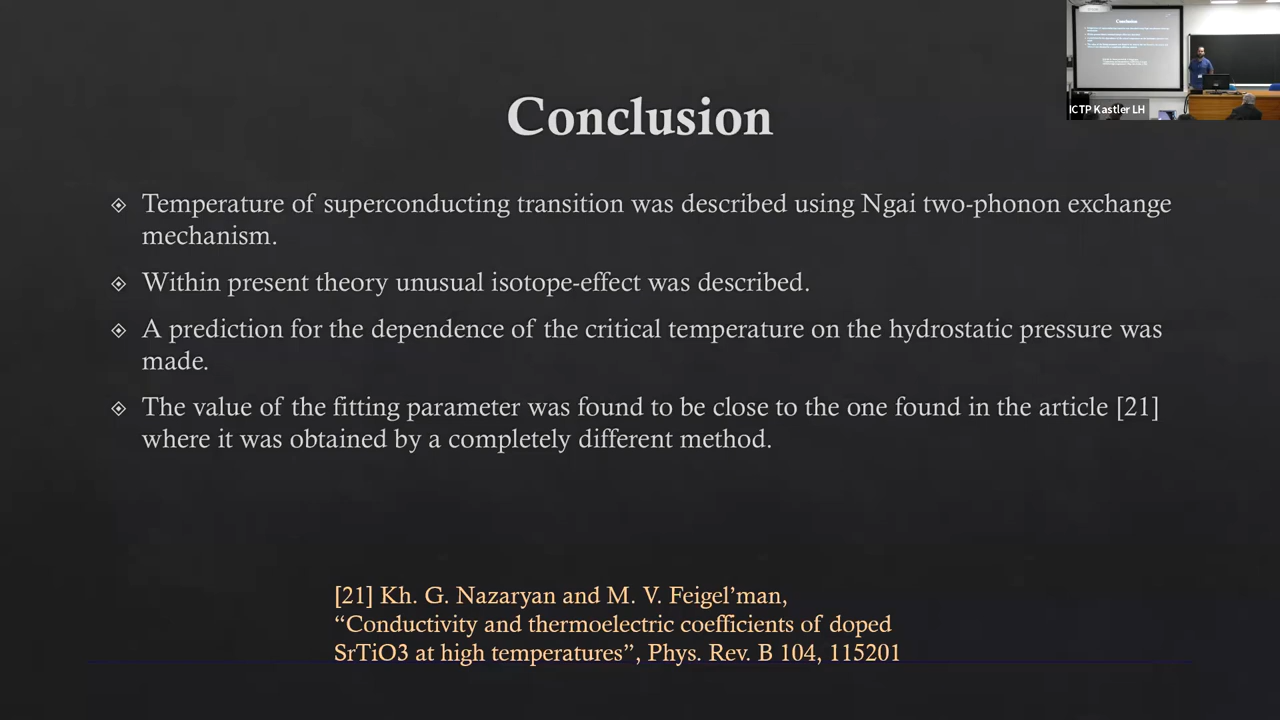 Conclusion
Temperature of superconducting transition was described using Ngai two-phonon exchange
mechanism.
Within present theory unusual isotope-effect was described.
A prediction for the dependence of the critical temperature on the hydrostatic pressure was
made.
The value of the fitting parameter was found to be close to the one found in the article [21]
where it was obtained by a completely different method.
[21] Kh. G. Nazaryan and M. V. Feigel’man,
“Conductivity and thermoelectric coefficients of doped
SrTiO3 at high temperatures”, Phys. Rev. B 104, 115201
Conclusion
ICTP Kastler LH